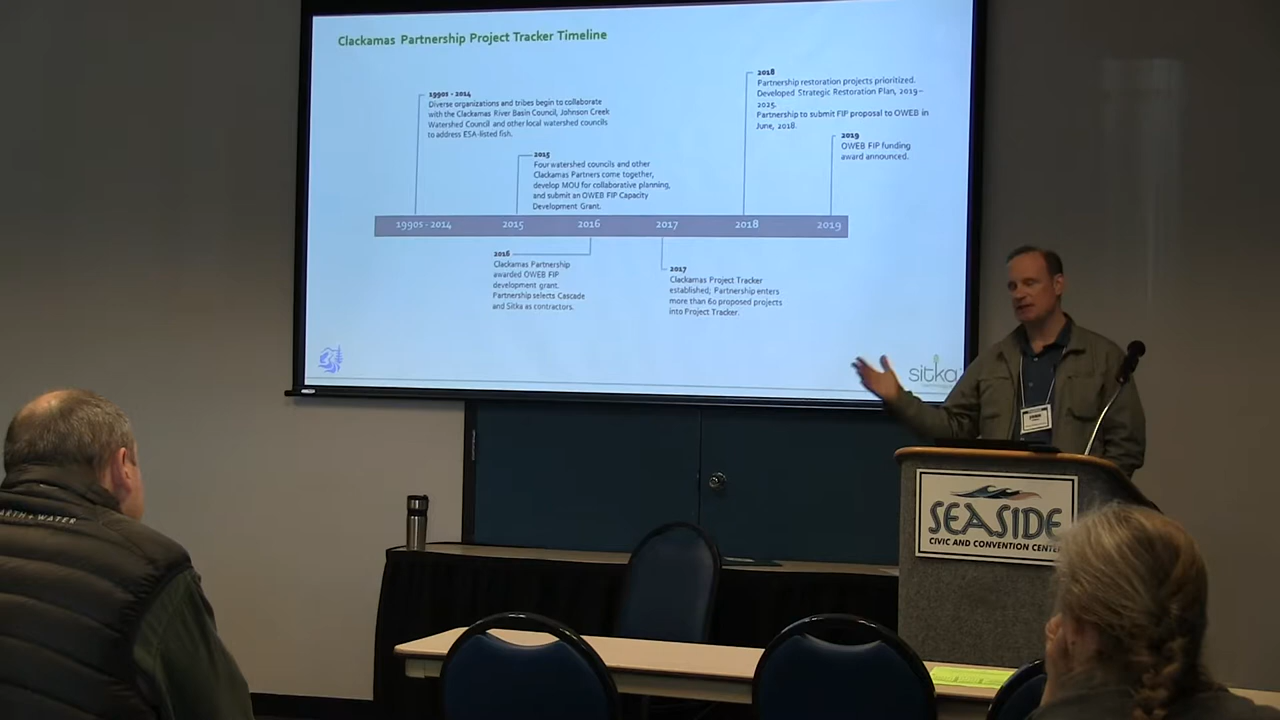 Clackamas Partnership Project Tracker Timeline
1990s - 2014
Diverse organizations and tribes begin to collaborate
with the Clackamas River Basin Council, Johnson Creek
Watershed Council and other local watershed councils
to address ESA-listed fish.
2015
Four watershed councils and other
Clackamas Partners come together,
develop MOU for collaborative planning,
and submit an OWEB FIP Capacity
Development Grant.
2018
Partnership restoration projects prioritized.
Developed Strategic Restoration Plan, 2019–
2025.
Partnership to submit FIP proposal to OWEB in
June, 2018.
2019
OWEB FIP funding
award announced.
1990s - 2014 2015 2016 2017 2018 2019
2016
Clackamas Partnership
awarded OWEB FIP
development grant.
Partnership selects Cascade
and Sitka as contractors.
2017
Clackamas Project Tracker
established; Partnership enters
more than 60 proposed projects
into Project Tracker.
sitka
SEASIDE
CIVIC AND CONVENTION CENTE
ARTH + WATER